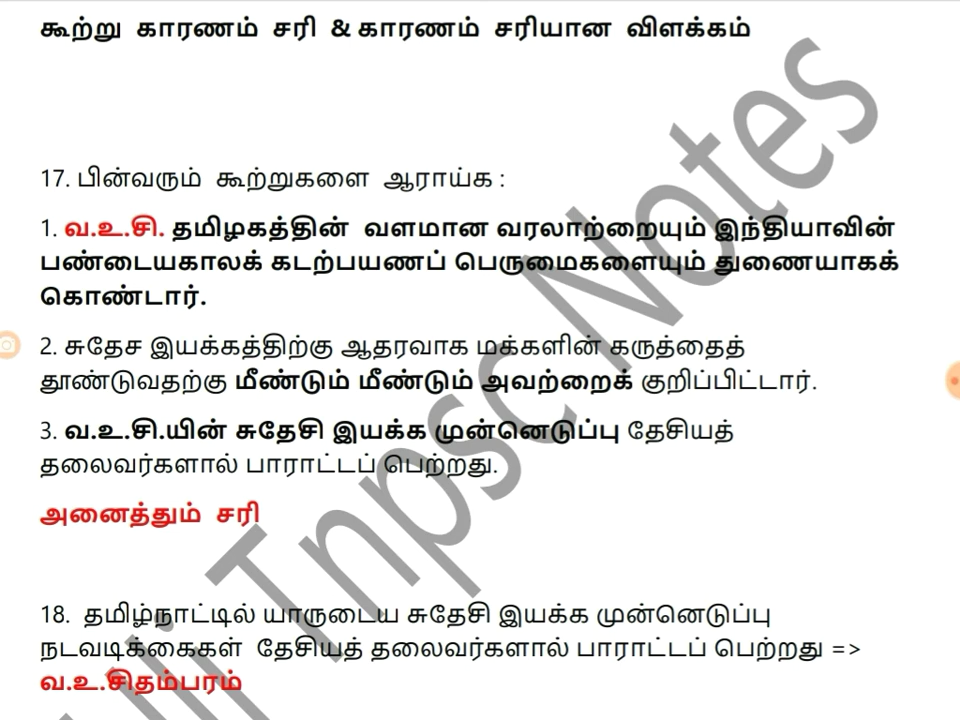 கூற்று காரணம் சரி & காரணம் சரியான விளக்கம்
17. பின்வரும் கூற்றுகளை ஆராய்க :
1. வ.உ.சி. தமிழகத்தின் வளமான வரலாற்றையும் இந்தியாவின்
பண்டையகாலக் கடற்பயணப் பெருமைகளையும் துணையாகக்
கொண்டார்.
2. சுதேச இயக்கத்திற்கு ஆதரவாக மக்களின் கருத்தைத்
தூண்டுவதற்கு மீண்டும் மீண்டும் அவற்றைக் குறிப்பிட்டார்.
3. வ.உ.சி.யின் சுதேசி இயக்க முன்னெடுப்பு தேசியத்
தலைவர்களால் பாராட்டப் பெற்றது.
அனைத்தும் சரி
18. தமிழ்நாட்டில் யாருடைய சுதேசி இயக்க முன்னெடுப்பு
நடவடிக்கைகள் தேசியத் தலைவர்களால் பாராட்டப் பெற்றது =>
வ.உ.சிதம்பரம்
Tnpsc Notes